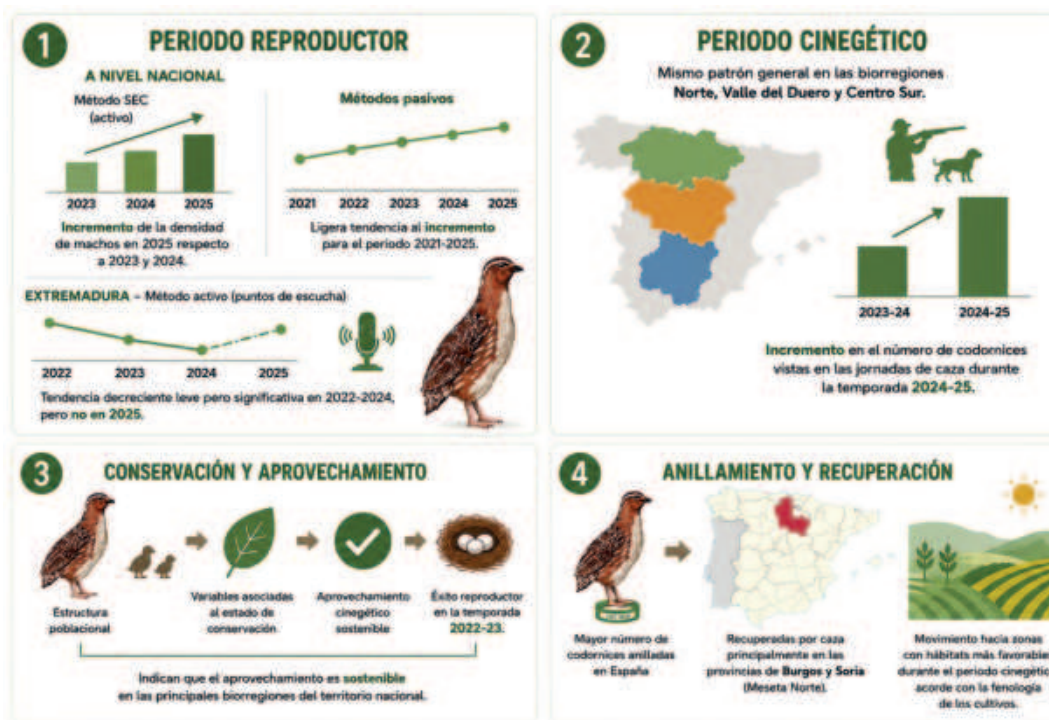 1
PERIODO REPRODUCTOR
A NIVEL NACIONAL
Método SEC
(activo)
2023
2024
2025
Incremento de la densidad
de machos en 2025 respecto
a 2023 y 2024.
Métodos pasivos
2021
2022
2023
2024
2025
Ligera tendencia al incremento
para el periodo 2021-2025.
EXTREMADURA – Método activo (puntos de escucha)
2022
2023
2024
2025
Tendencia decreciente leve pero significativa en 2022-2024,
pero no en 2025.
2
PERIODO CINEGÉTICO
Mismo patrón general en las biorregiones
Norte, Valle del Duero y Centro Sur.
2023-24
2024-25
Incremento en el número de codornices
vistas en las jornadas de caza durante
la temporada 2024-25.
3
CONSERVACIÓN Y APROVECHAMIENTO
Estructura
poblacional
Variables asociadas
al estado de
conservación.
Aprovechamiento
cinegético
sostenible
Éxito reproductor
en la temporada
2022-23.
Indican que el aprovechamiento es sostenible
en las principales biorregiones del territorio nacional.
4
ANILLAMIENTO Y RECUPERACIÓN
Mayor número de
codornices anilladas
en España
Recuperadas por caza
principalmente en las
provincias de Burgos y Soria
(Meseta Norte).
Movimiento hacia zonas
con hábitats más favorable
durante el periodo cinegétic
acorde con la fenología
de los cultivos.